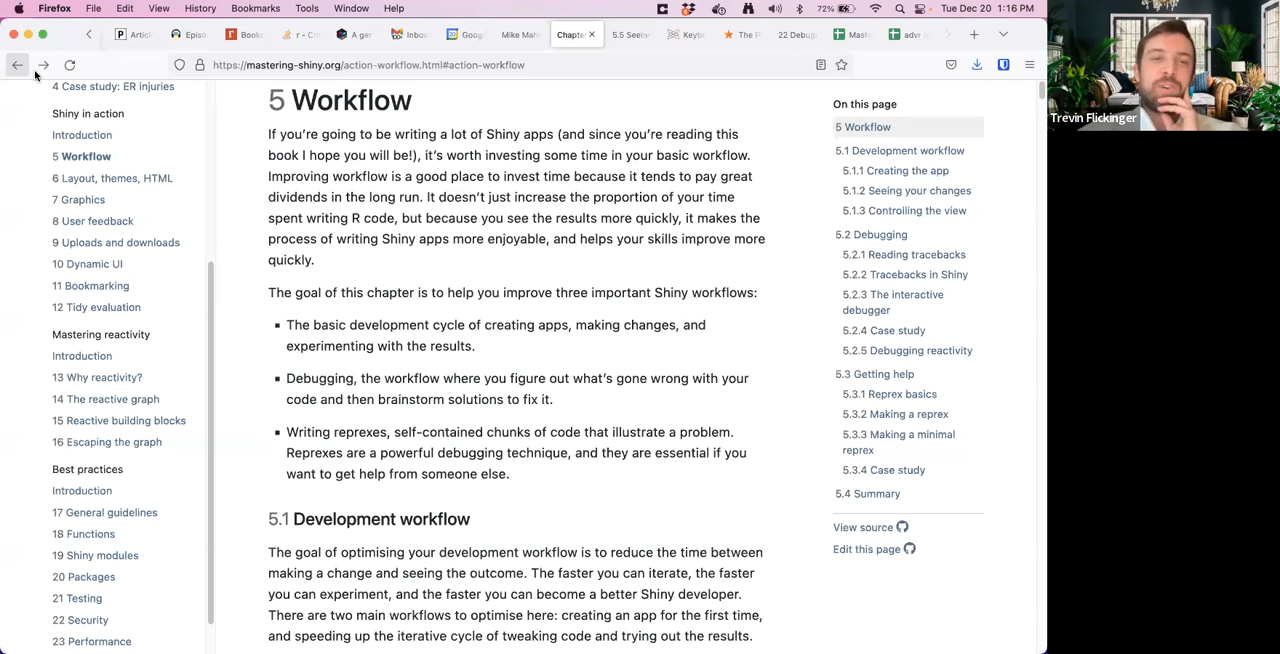 Firefox File Edit View History Bookmarks Tools Window Help 72% Tue Dec 20 1:16 PM
Artic Episo Book r - C A ger Inbo Goog Mike Mah Chapte 5.5 Seein Keybo The P 22 Debug Mast advr
https://mastering-shiny.org/action-workflow.html#action-workflow
4 Case study: ER injuries
Shiny in action
Introduction
5 Workflow
6 Layout, themes, HTML
7 Graphics
8 User feedback
9 Uploads and downloads
10 Dynamic UI
11 Bookmarking
12 Tidy evaluation
Mastering reactivity
Introduction
13 Why reactivity?
14 The reactive graph
15 Reactive building blocks
16 Escaping the graph
Best practices
Introduction
17 General guidelines
18 Functions
19 Shiny modules
20 Packages
21 Testing
22 Security
23 Performance
5 Workflow
If you're going to be writing a lot of Shiny apps (and since you're reading this
book I hope you will be!), it's worth investing some time in your basic workflow.
Improving workflow is a good place to invest time because it tends to pay great
dividends in the long run. It doesn't just increase the proportion of your time
spent writing R code, but because you see the results more quickly, it makes the
process of writing Shiny apps more enjoyable, and helps your skills improve more
quickly.
The goal of this chapter is to help you improve three important Shiny workflows:
▪ The basic development cycle of creating apps, making changes, and
experimenting with the results.
▪ Debugging, the workflow where you figure out what's gone wrong with your
code and then brainstorm solutions to fix it.
▪ Writing reprexes, self-contained chunks of code that illustrate a problem.
Reprexes are a powerful debugging technique, and they are essential if you
want to get help from someone else.
5.1 Development workflow
The goal of optimising your development workflow is to reduce the time between
making a change and seeing the outcome. The faster you can iterate, the faster
you can experiment, and the faster you can become a better Shiny developer.
There are two main workflows to optimise here: creating an app for the first time,
and speeding up the iterative cycle of tweaking code and trying out the results.
On this page
5 Workflow
5.1 Development workflow
5.1.1 Creating the app
5.1.2 Seeing your changes
5.1.3 Controlling the view
5.2 Debugging
5.2.1 Reading tracebacks
5.2.2 Tracebacks in Shiny
5.2.3 The interactive
debugger
5.2.4 Case study
5.2.5 Debugging reactivity
5.3 Getting help
5.3.1 Reprex basics
5.3.2 Making a reprex
5.3.3 Making a minimal
reprex
5.3.4 Case study
5.4 Summary
View source
Edit this page
Trevin Flickinger